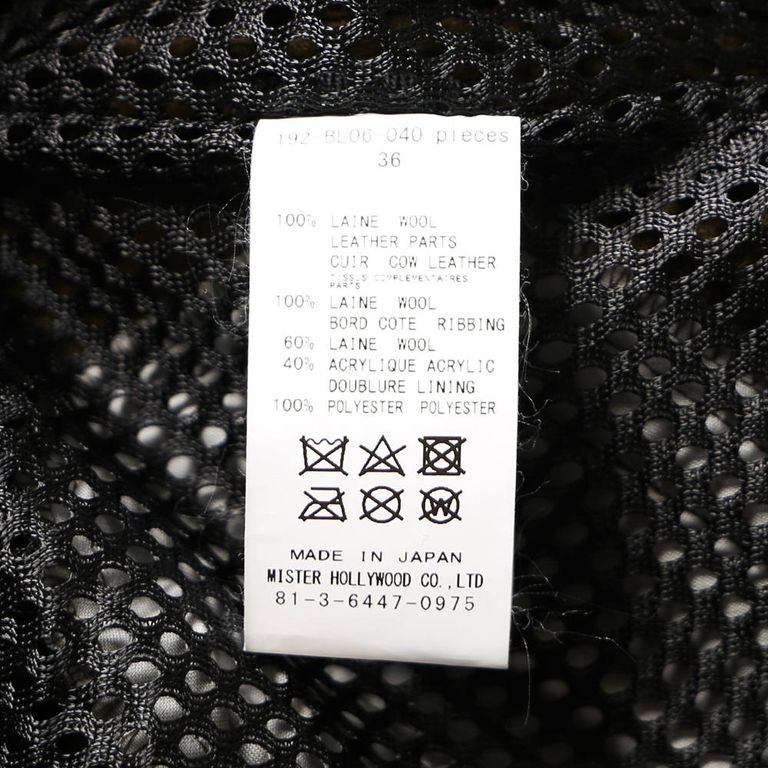 192-BL06-040 pieces
36
100% LAINE WOOL
LEATHER PARTS
CUIR COW LEATHER
TISSUS COMPLEMENTAIRES
PARTS
100% LAINE WOOL
BORD COTE RIBBING
60% LAINE WOOL
40% ACRYLIQUE ACRYLIC
DOUBLURE LINING
100% POLYESTER POLYESTER
W
MADE IN JAPAN
MISTER HOLLYWOOD CO.,LTD
81-3-6447-0975